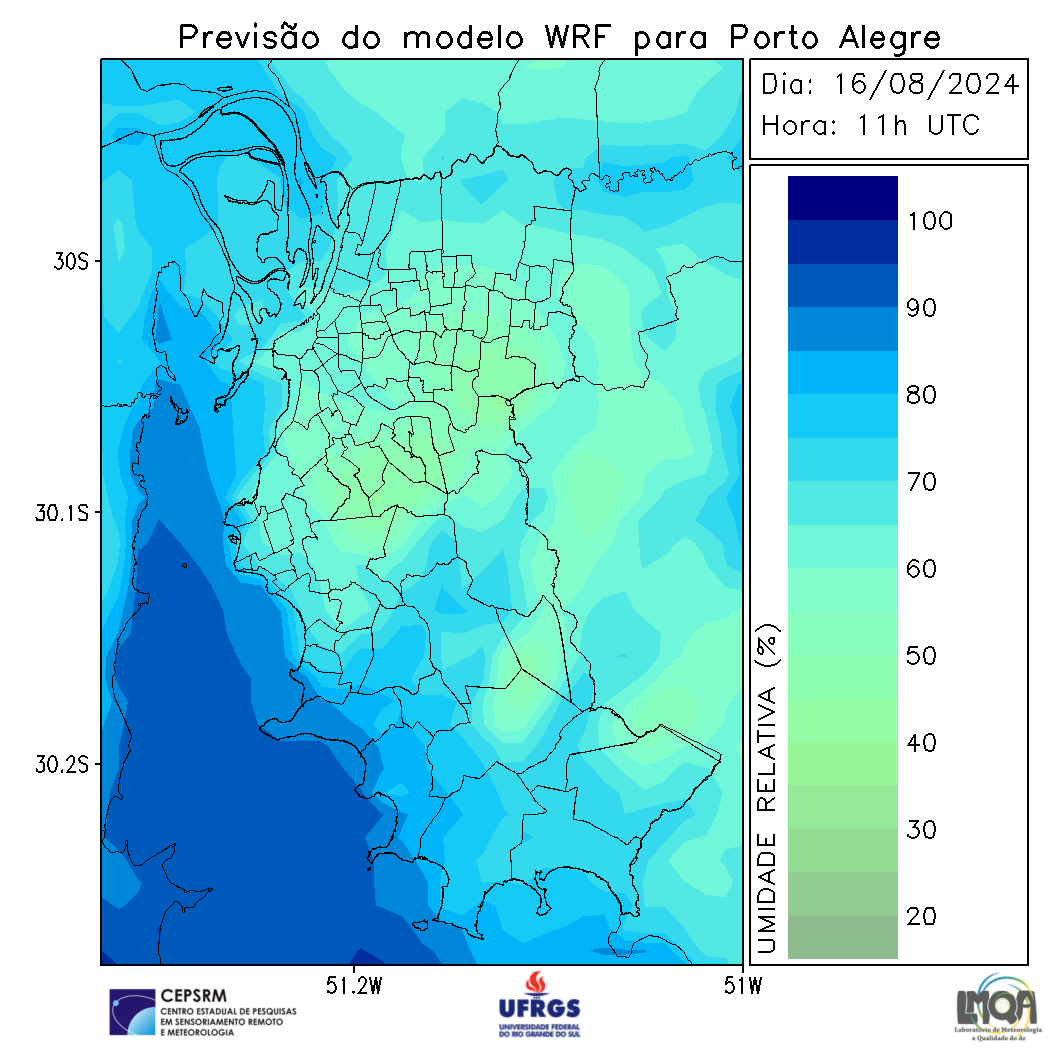 Previsão do modelo WRF para Porto Alegre
Dia: 16/08/2024
Hora: 11h UTC
30S
30.1S
30.2S
51.2W
51W
100
90
80
70
60
50
40
30
20
UMIDADE RELATIVA (%)
CEPSRM
CENTRO ESTADUAL DE PESQUISAS
EM SENSORIAMENTO REMOTO
E METEOROLOGIA
UFRGS
UNIVERSIDADE FEDERAL
DO RIO GRANDE DO SUL
LMQA
Laboratório de Meteorologia
e Qualidade do Ar